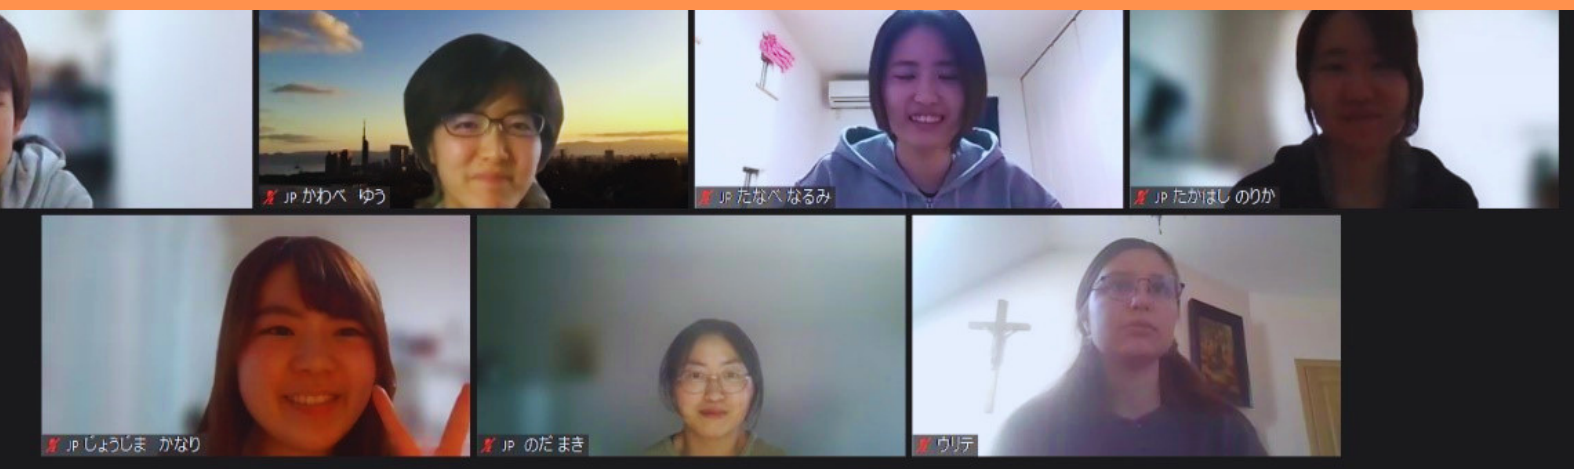 JP かわべ ゆう
JP たなべ なるみ
JP たかはし のりか
JP じょうじま かなり
JP のだ まき
ウリテ